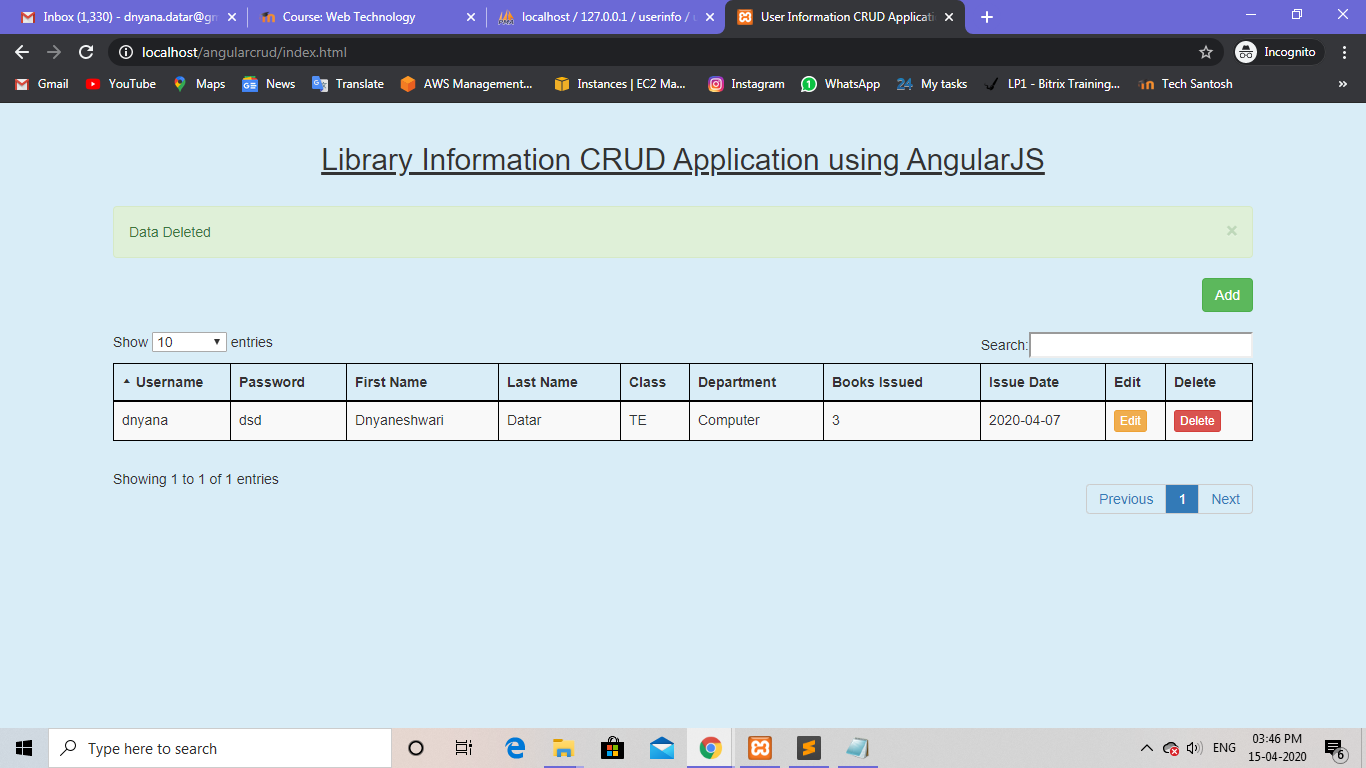 Inbox (1,330) - dnyana.datar@gm
Course: Web Technology
localhost / 127.0.0.1 / userinfo / u
User Information CRUD Applicati
localhost/angularcrud/index.html
Incognito
Gmail YouTube Maps News Translate AWS Management... Instances | EC2 Ma... Instagram WhatsApp 24 My tasks LP1 - Bitrix Training... Tech Santosh »
Library Information CRUD Application using AngularJS
Data Deleted ×
Add
Show 10 entries Search:
Username Password First Name Last Name Class Department Books Issued Issue Date Edit Delete
dnyana dsd Dnyaneshwari Datar TE Computer 3 2020-04-07 Edit Delete
Showing 1 to 1 of 1 entries
Previous 1 Next
Type here to search
ENG
03:46 PM
15-04-2020
6